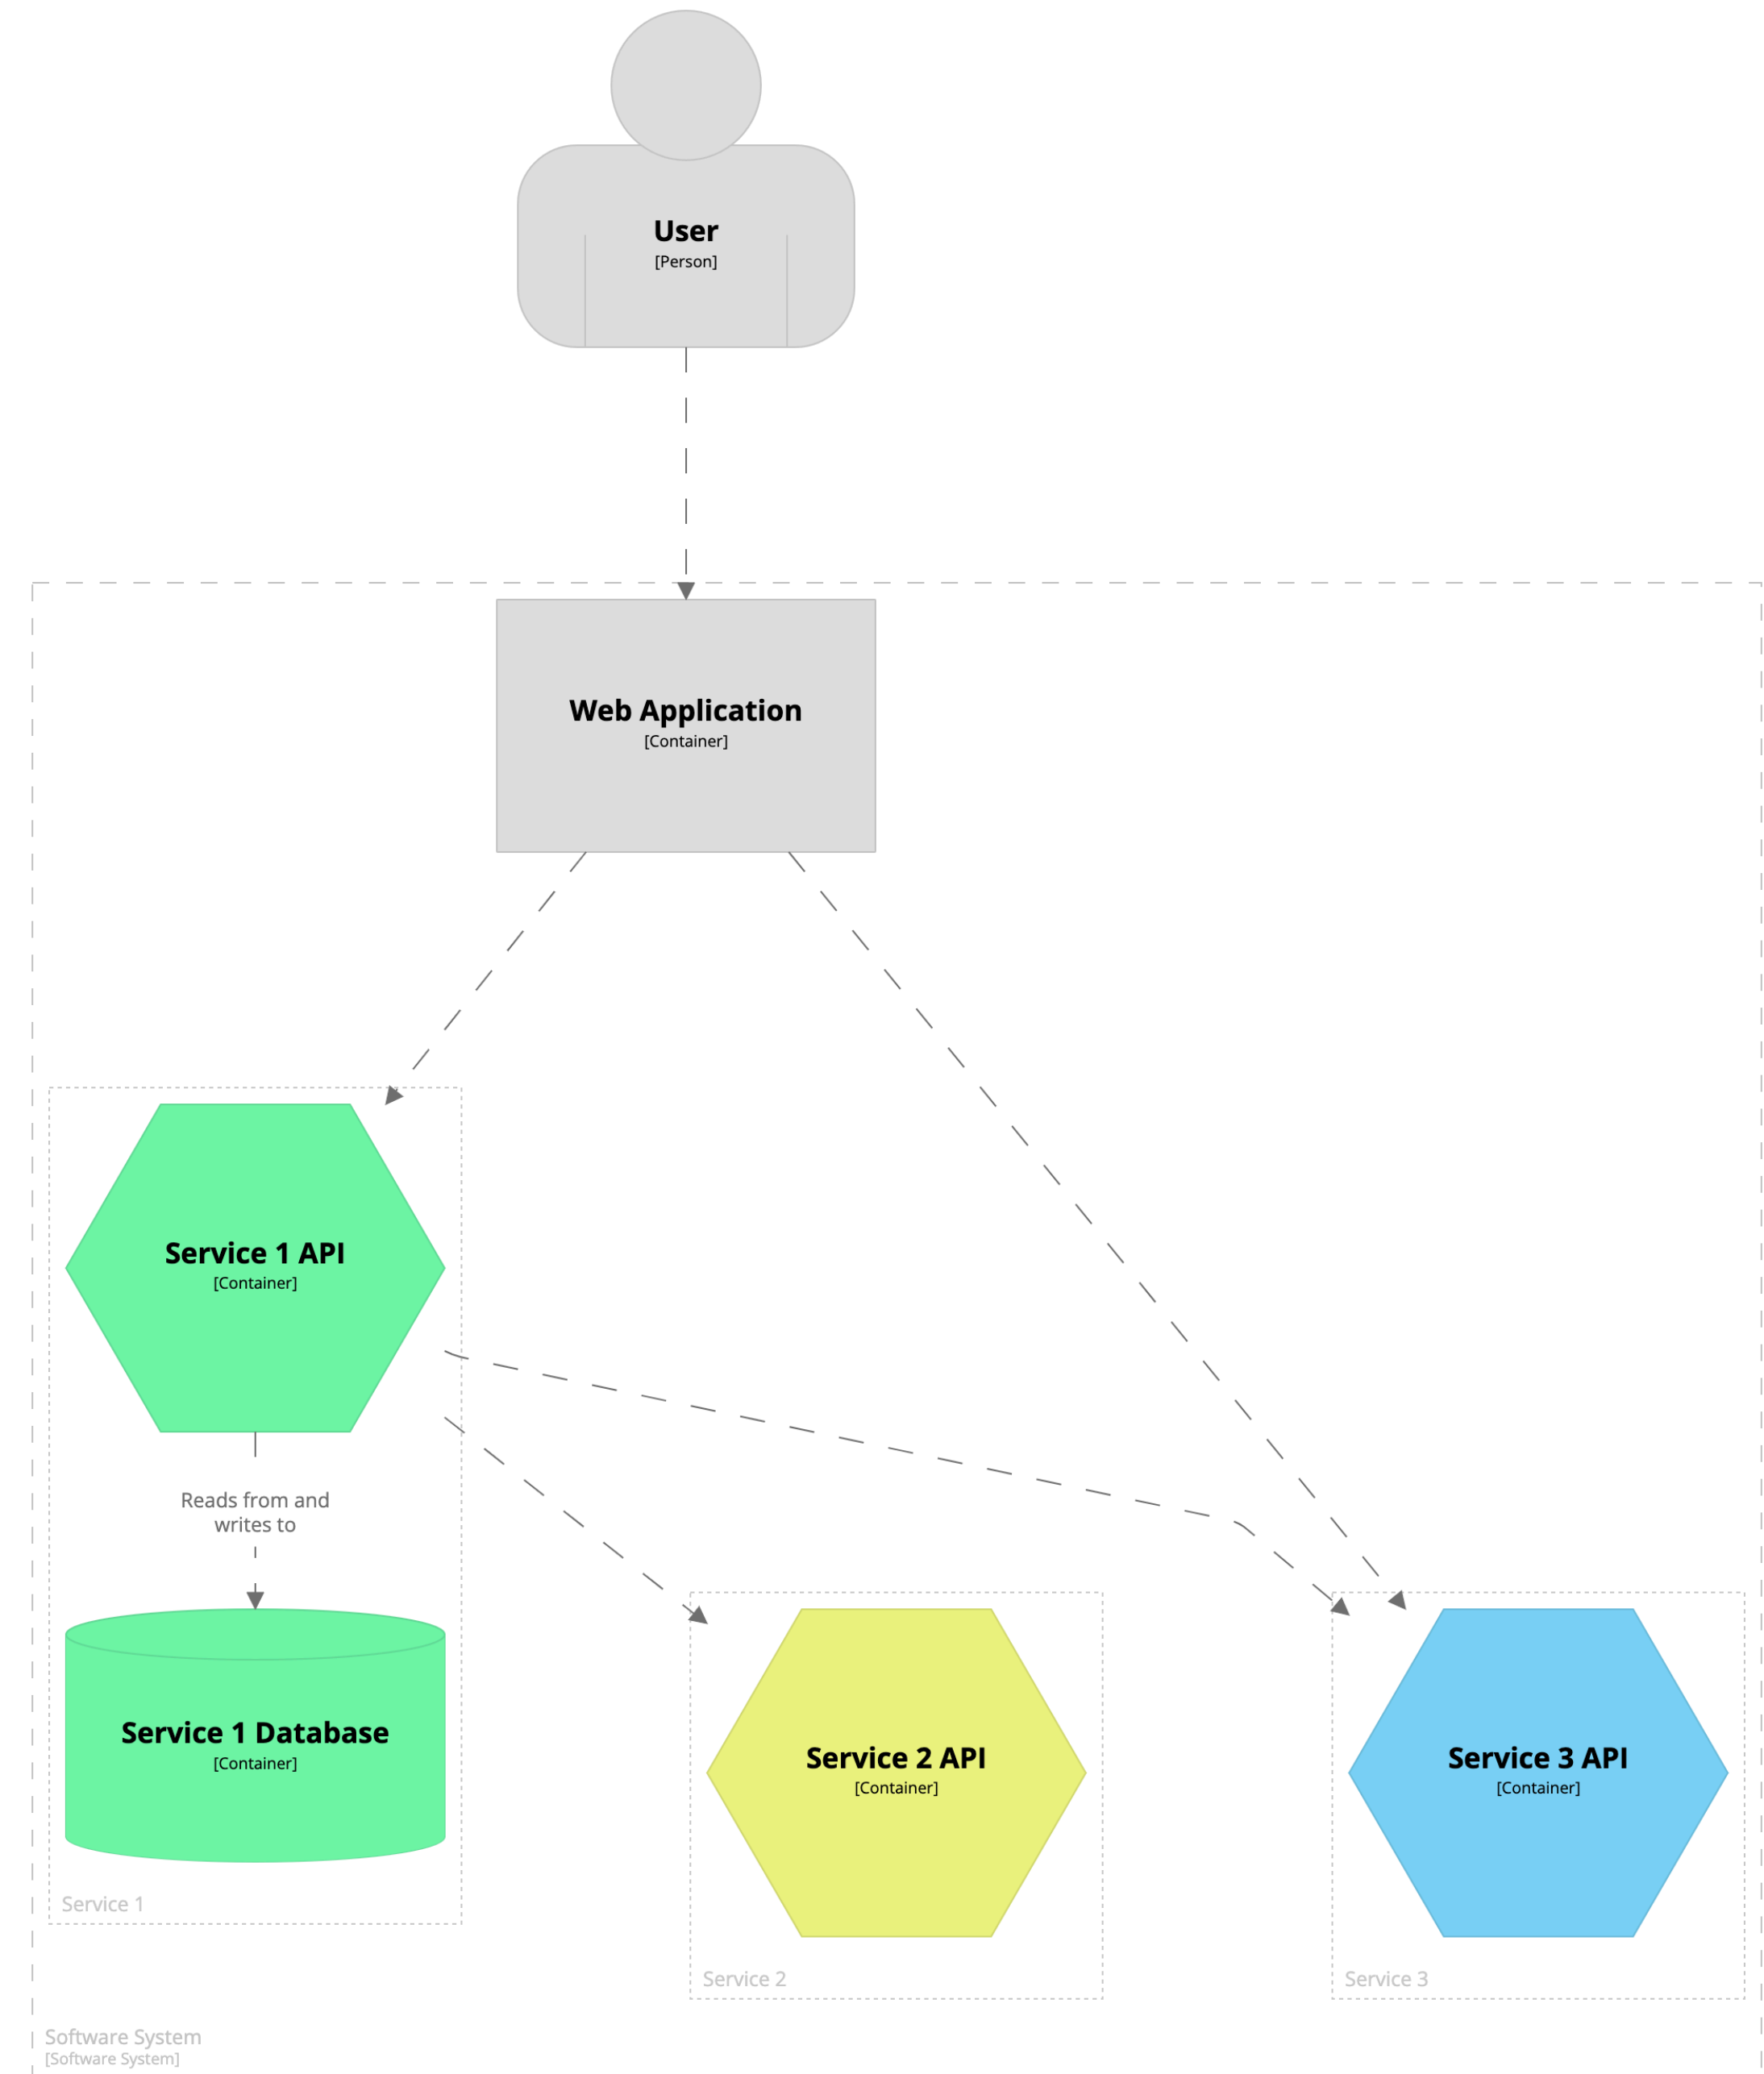 User
[Person]
Web Application
[Container]
Service 1 API
[Container]
Reads from and
writes to
Service 1 Database
[Container]
Service 1
Service 2 API
[Container]
Service 2
Service 3 API
[Container]
Service 3
Software System
[Software System]